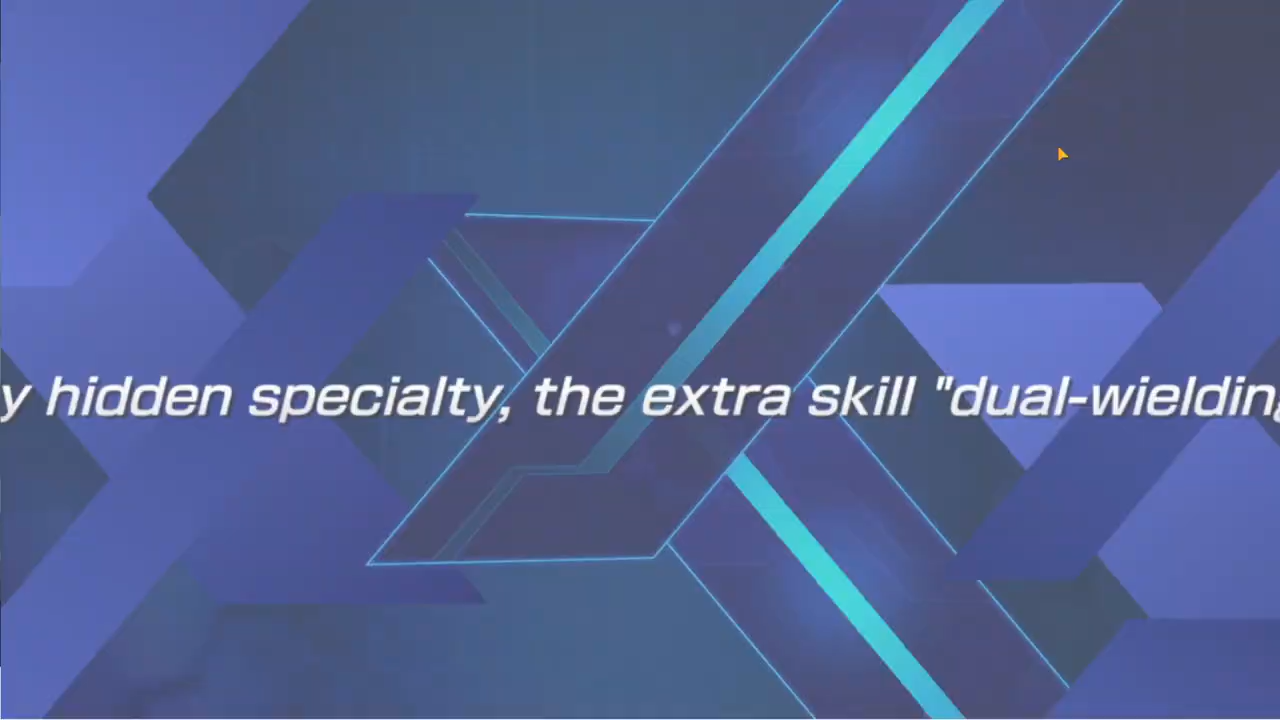 y hidden specialty, the extra skill "dual-wielding